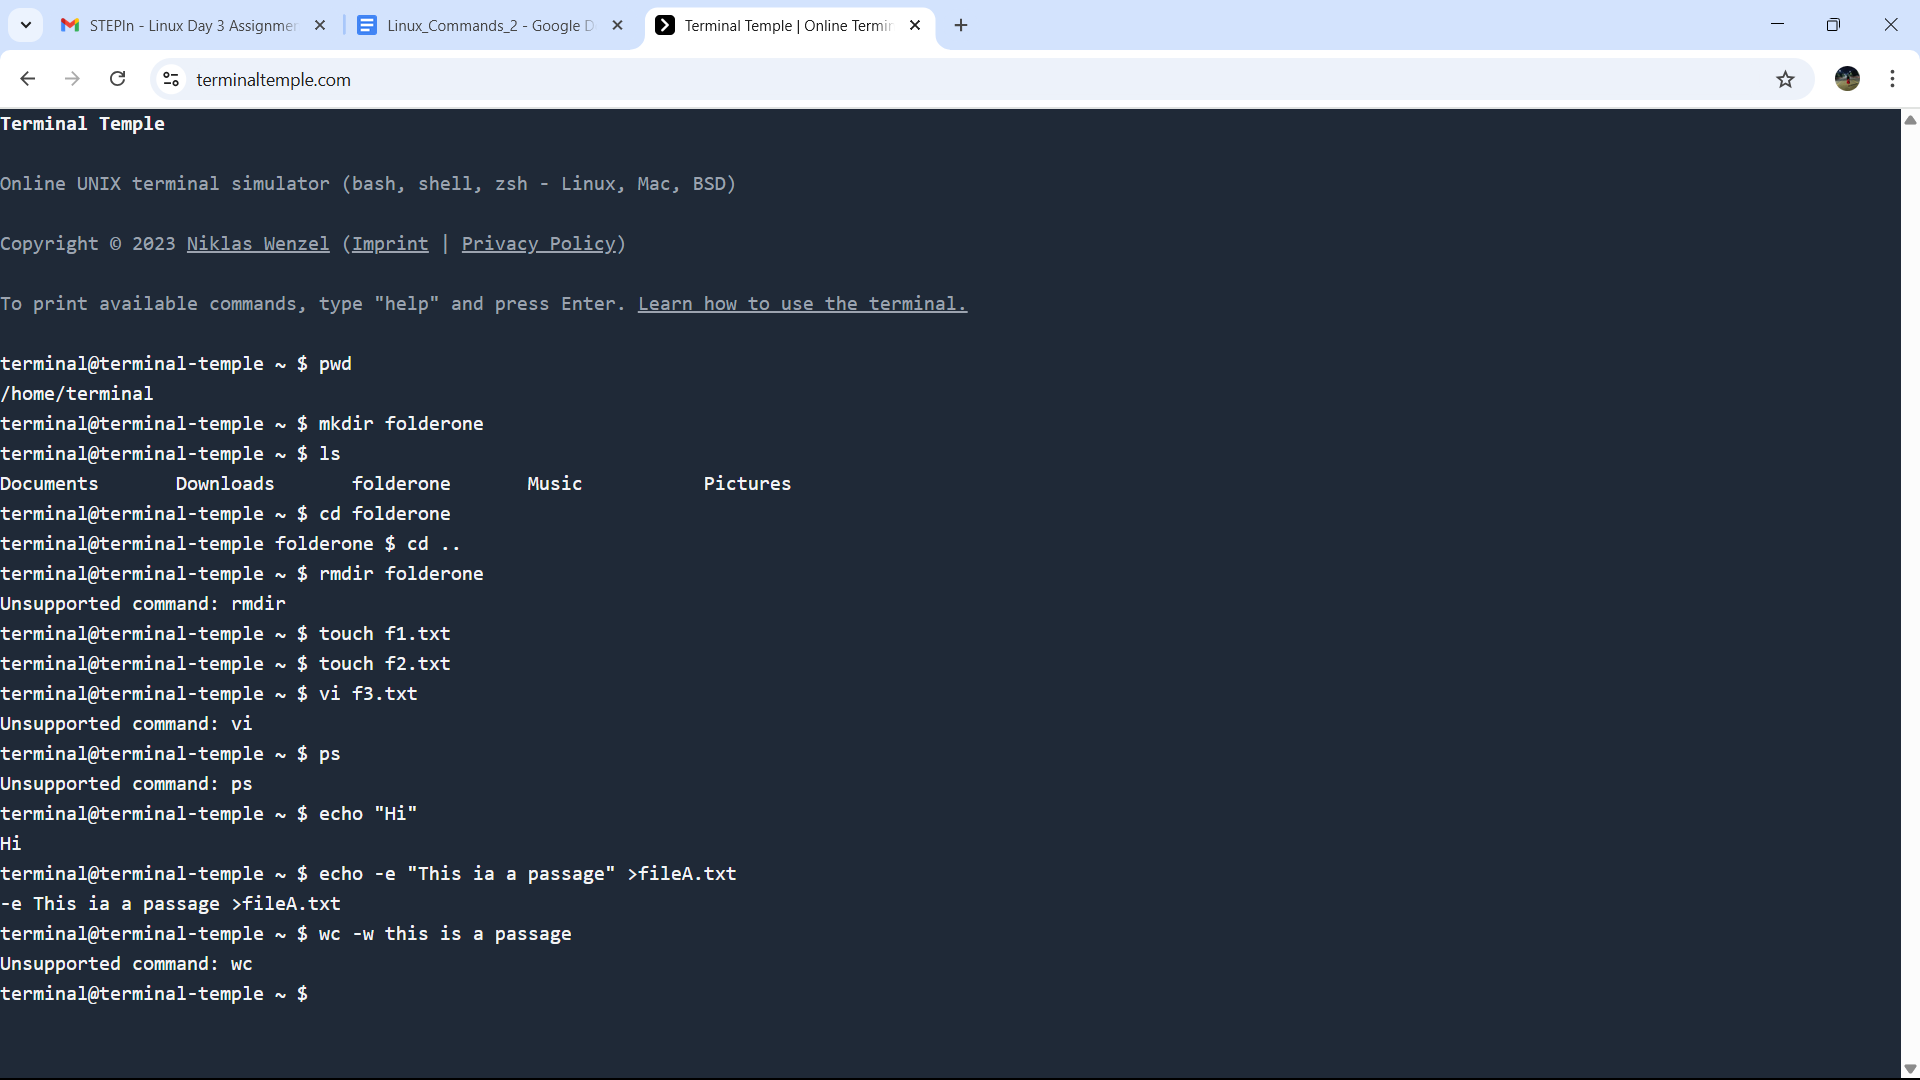 STEPIn - Linux Day 3 Assignmer
Linux_Commands_2 - Google D
Terminal Temple | Online Termin
terminaltemple.com
Terminal Temple
Online UNIX terminal simulator (bash, shell, zsh - Linux, Mac, BSD)
Copyright © 2023 Niklas Wenzel (Imprint | Privacy Policy)
To print available commands, type "help" and press Enter. Learn how to use the terminal.
terminal@terminal-temple ~ $ pwd
/home/terminal
terminal@terminal-temple ~ $ mkdir folderone
terminal@terminal-temple ~ $ ls
Documents       Downloads       folderone       Music           Pictures
terminal@terminal-temple ~ $ cd folderone
terminal@terminal-temple folderone $ cd ..
terminal@terminal-temple ~ $ rmdir folderone
Unsupported command: rmdir
terminal@terminal-temple ~ $ touch f1.txt
terminal@terminal-temple ~ $ touch f2.txt
terminal@terminal-temple ~ $ vi f3.txt
Unsupported command: vi
terminal@terminal-temple ~ $ ps
Unsupported command: ps
terminal@terminal-temple ~ $ echo "Hi"
Hi
terminal@terminal-temple ~ $ echo -e "This ia a passage" >fileA.txt
-e This ia a passage >fileA.txt
terminal@terminal-temple ~ $ wc -w this is a passage
Unsupported command: wc
terminal@terminal-temple ~ $